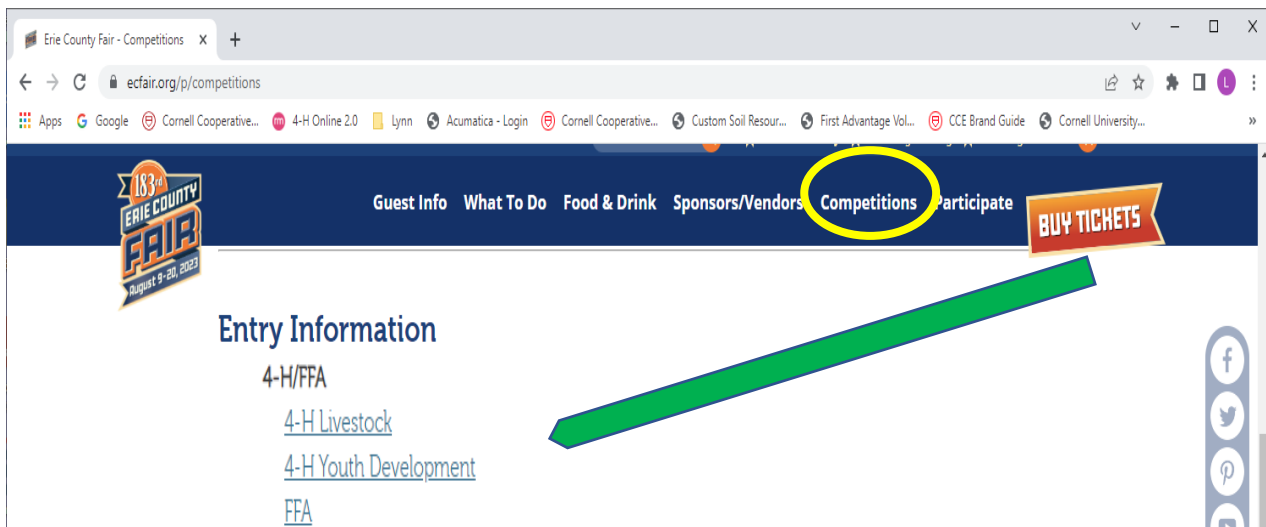 Erie County Fair - Competitions
ecfair.org/p/competitions
Apps Google Cornell Cooperative... 4-H Online 2.0 Lynn Acumatica - Login Cornell Cooperative... Custom Soil Resour... First Advantage Vol... CCE Brand Guide Cornell University... »
183rd
ERIE COUNTY
FAIR
August 9-20, 2023
Guest Info What To Do Food & Drink Sponsors/Vendors Competitions Participate
BUY TICKETS
Entry Information
4-H/FFA
4-H Livestock
4-H Youth Development
FFA